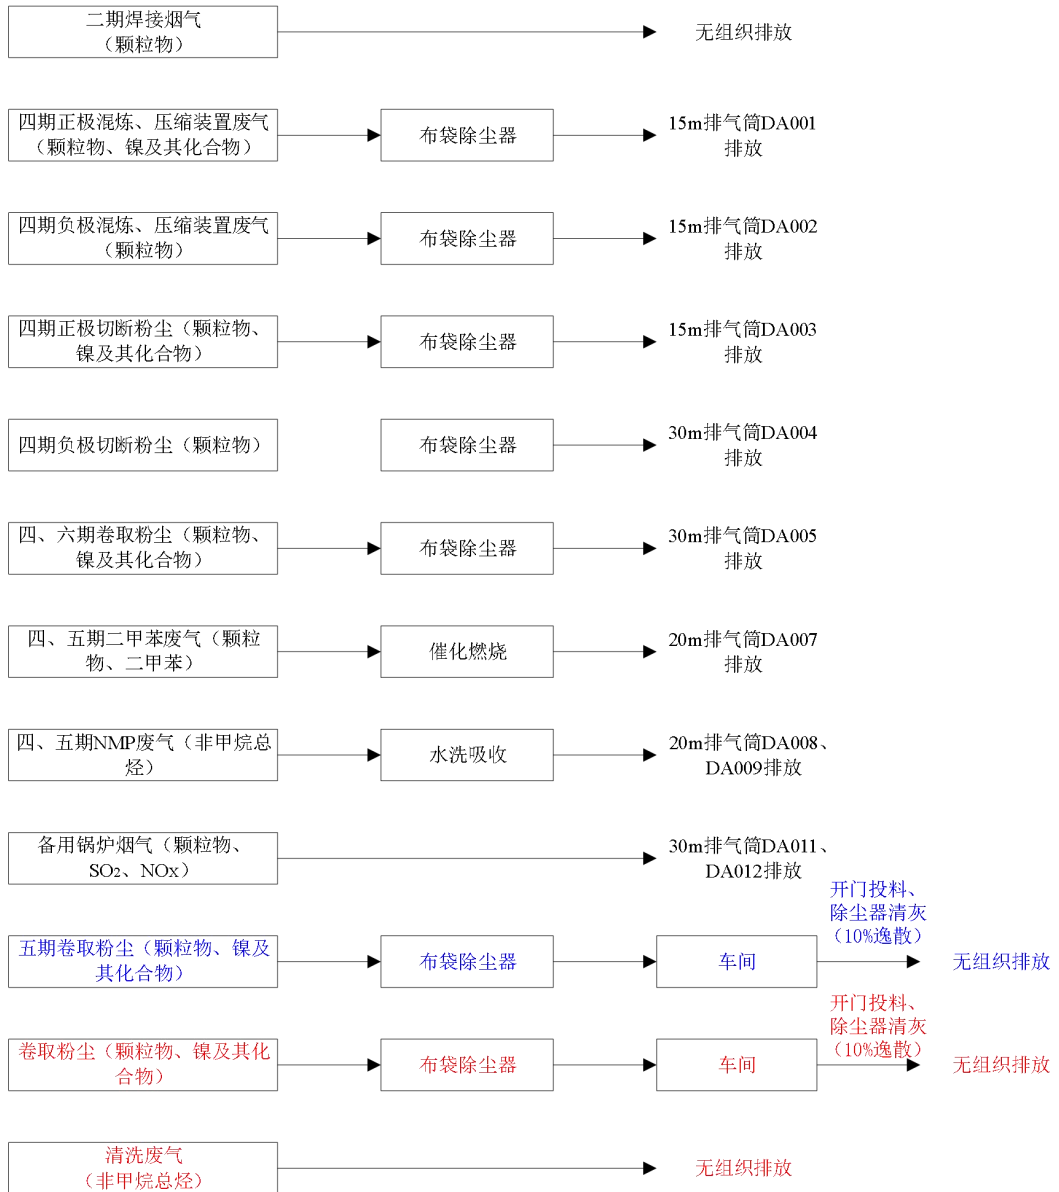 二期焊接烟气
（颗粒物）
无组织排放
四期正极混炼、压缩装置废气
（颗粒物、镍及其化合物）
布袋除尘器
15m排气筒DA001
排放
四期负极混炼、压缩装置废气
（颗粒物）
布袋除尘器
15m排气筒DA002
排放
四期正极切断粉尘（颗粒物、
镍及其化合物）
布袋除尘器
15m排气筒DA003
排放
四期负极切断粉尘（颗粒物）
布袋除尘器
30m排气筒DA004
排放
四、六期卷取粉尘（颗粒物、
镍及其化合物）
布袋除尘器
30m排气筒DA005
排放
四、五期二甲苯废气（颗粒
物、二甲苯）
催化燃烧
20m排气筒DA007
排放
四、五期NMP废气（非甲烷总
烃）
水洗吸收
20m排气筒DA008、
DA009排放
备用锅炉烟气（颗粒物、
SO₂、NOx）
30m排气筒DA011、
DA012排放
五期卷取粉尘（颗粒物、镍及
其化合物）
布袋除尘器
车间
开门投料、
除尘器清灰
（10%逸散）
无组织排放
卷取粉尘（颗粒物、镍及其化
合物）
布袋除尘器
车间
开门投料、
除尘器清灰
（10%逸散）
无组织排放
清洗废气
（非甲烷总烃）
无组织排放